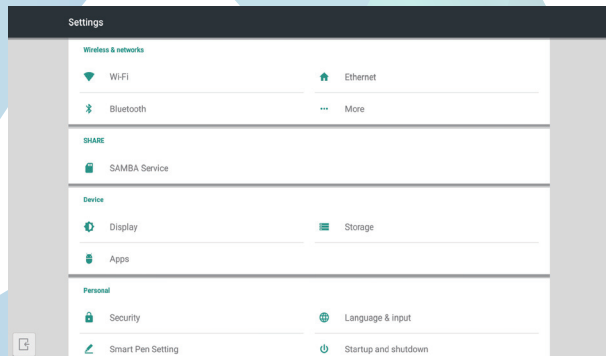 Settings
Wireless & networks
Wi-Fi
Ethernet
Bluetooth
More
SHARE
SAMBA Service
Device
Display
Storage
Apps
Personal
Security
Language & input
Smart Pen Setting
Startup and shutdown